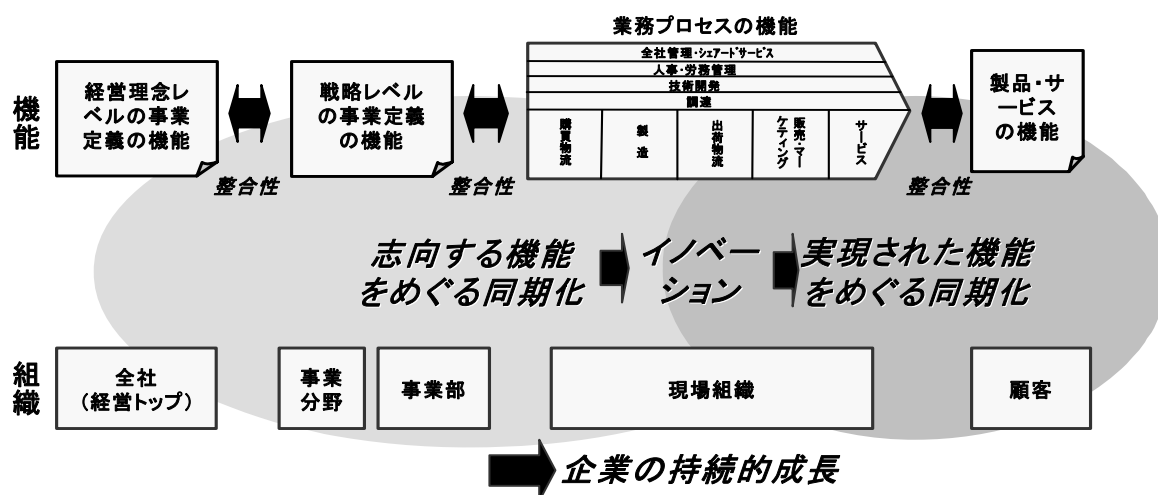 業務プロセスの機能
全社管理・シェアードサービス
人事・労務管理
技術開発
調達
購買物流
製造
出荷物流
販売・マー
ケティング
サービス
機能
経営理念レ
ベルの事業
定義の機能
戦略レベル
の事業定義
の機能
製品・サ
ービス
の機能
整合性
整合性
整合性
志向する機能
をめぐる同期化
イノベー
ション
実現された機能
をめぐる同期化
組織
全社
（経営トップ）
事業
分野
事業部
現場組織
顧客
企業の持続的成長